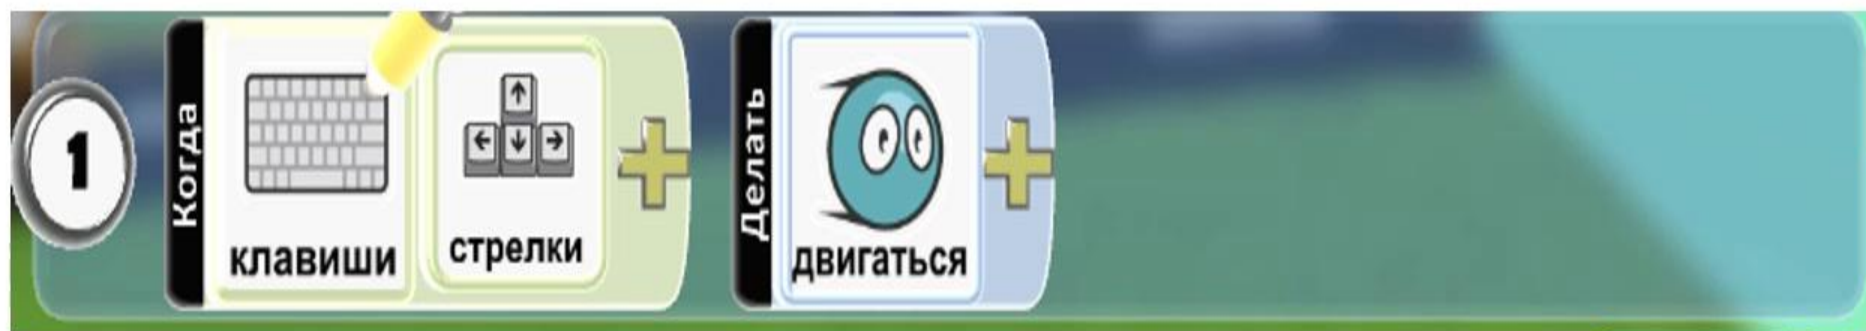 1
Когда
клавиши
стрелки
Делать
двигаться